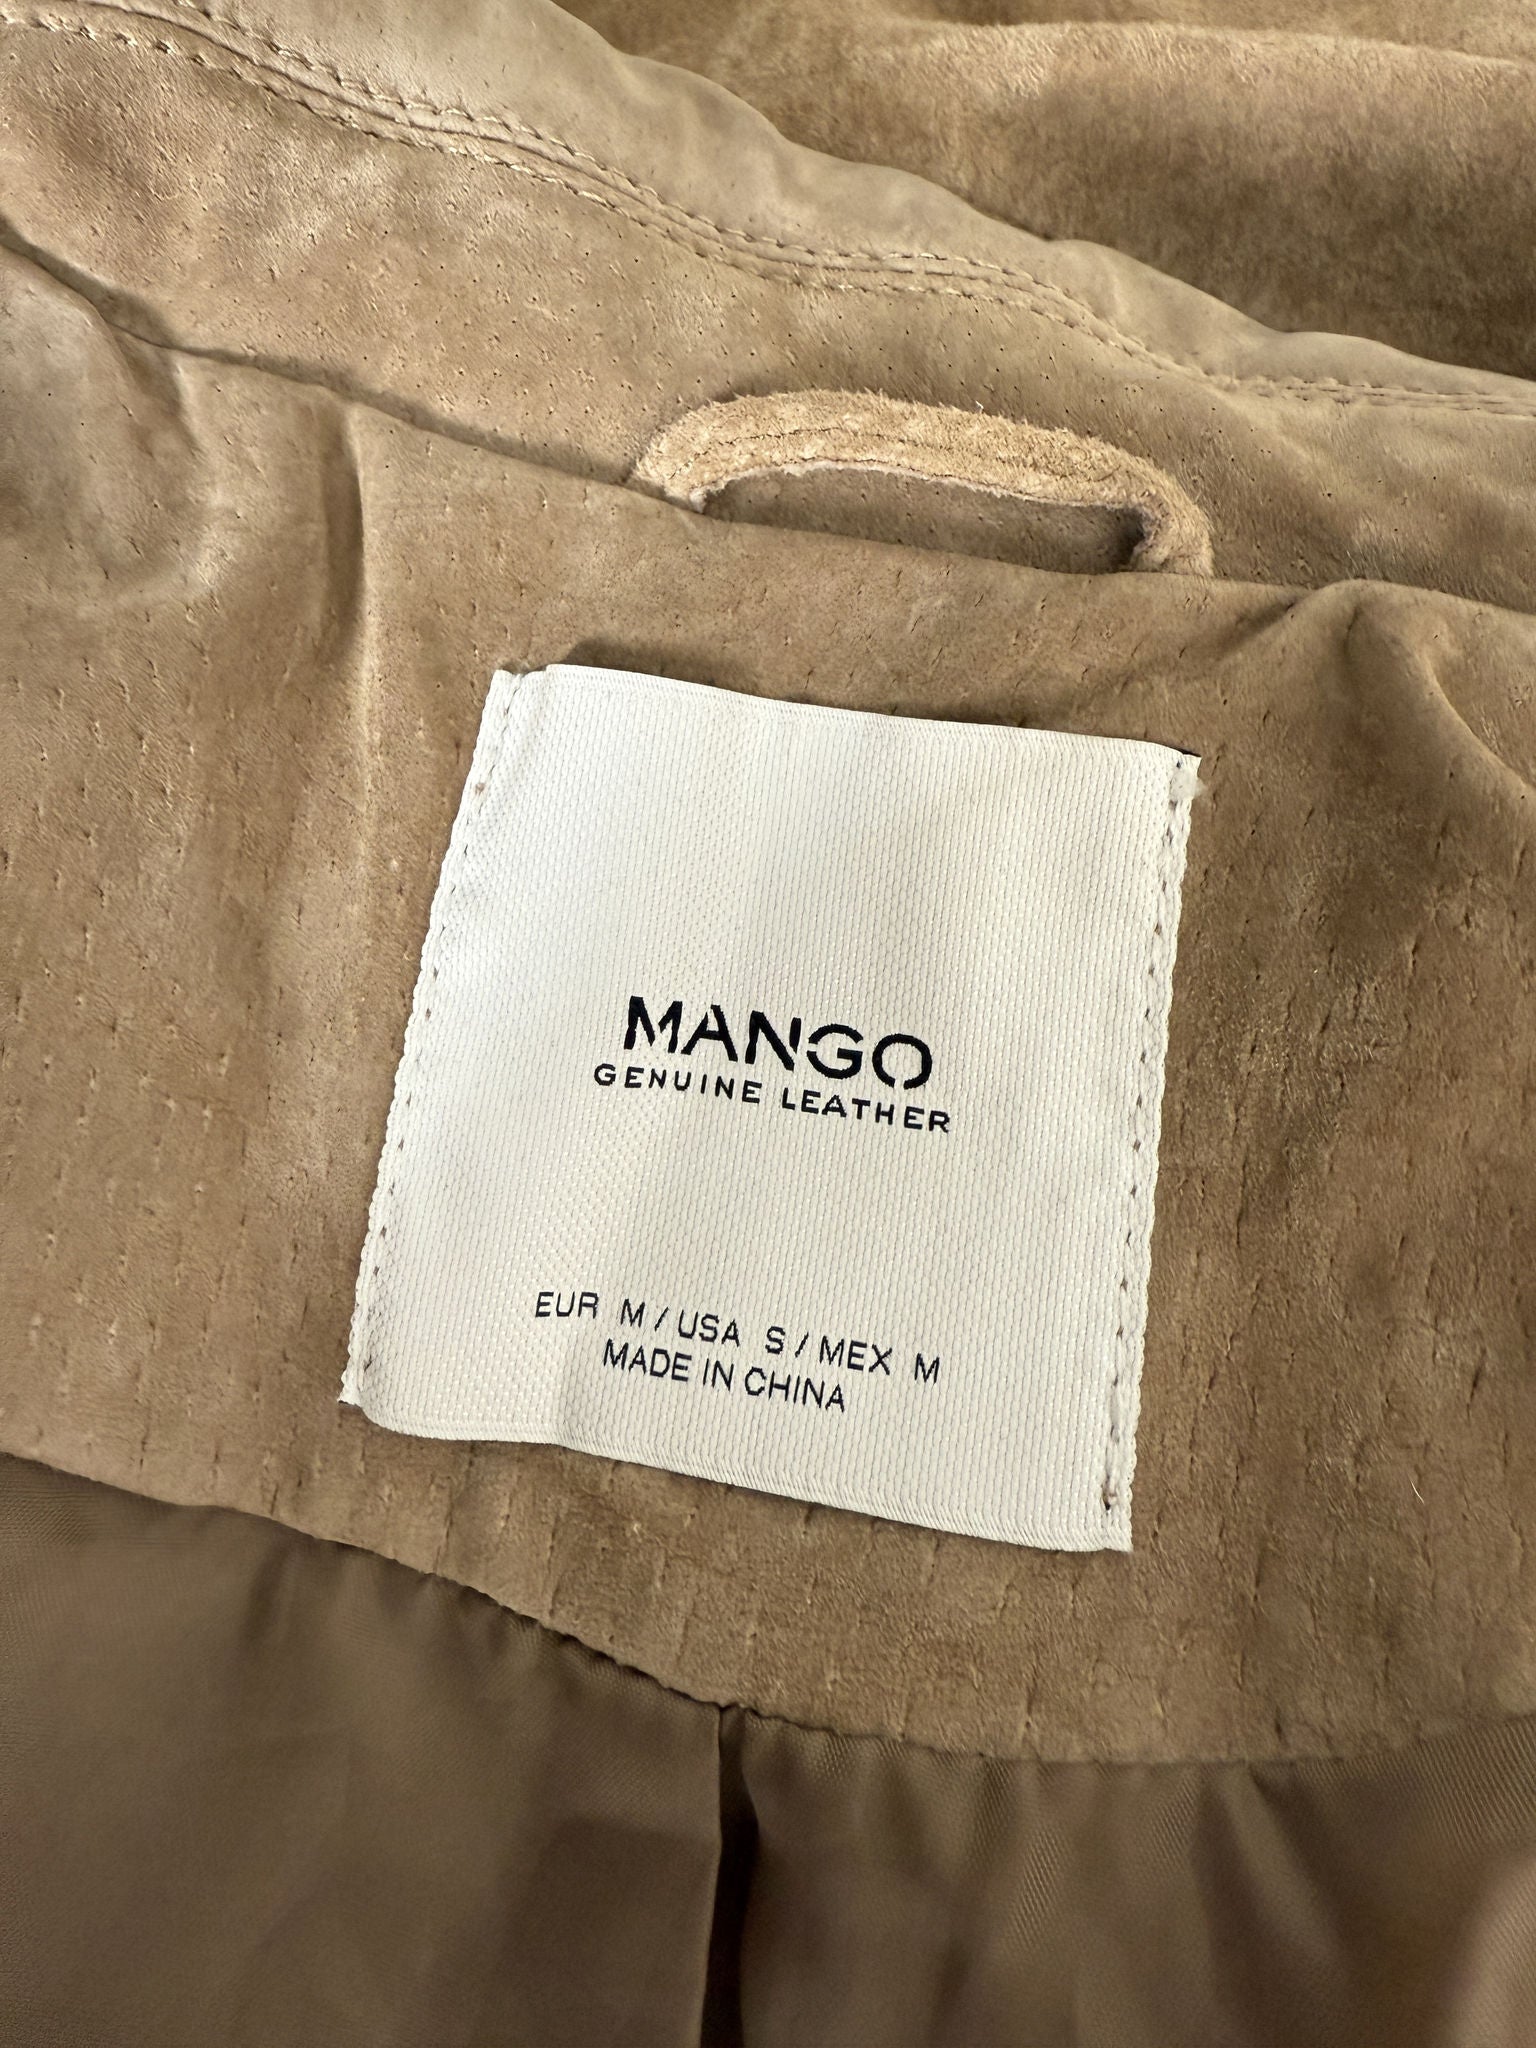 MANGO
GENUINE LEATHER
EUR M / USA S / MEX M
MADE IN CHINA